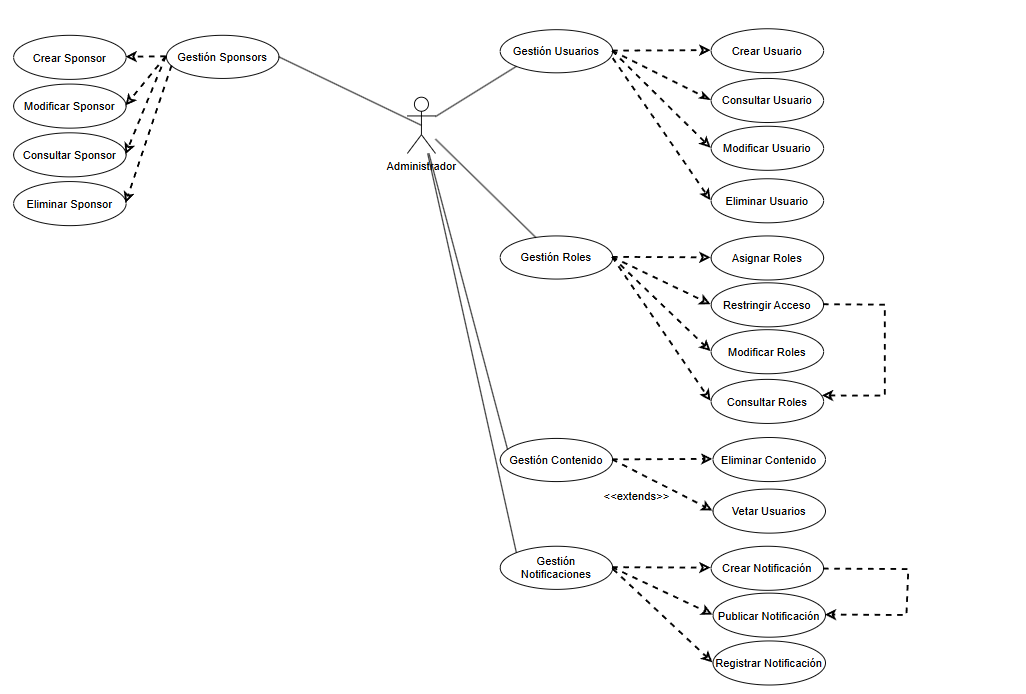 Gestión Sponsors
Crear Sponsor
Modificar Sponsor
Consultar Sponsor
Eliminar Sponsor
Administrador
Gestión Usuarios
Crear Usuario
Consultar Usuario
Modificar Usuario
Eliminar Usuario
Gestión Roles
Asignar Roles
Restringir Acceso
Modificar Roles
Consultar Roles
Gestión Contenido
Eliminar Contenido
<<extends>>
Vetar Usuarios
Gestión
Notificaciones
Crear Notificación
Publicar Notificación
Registrar Notificación